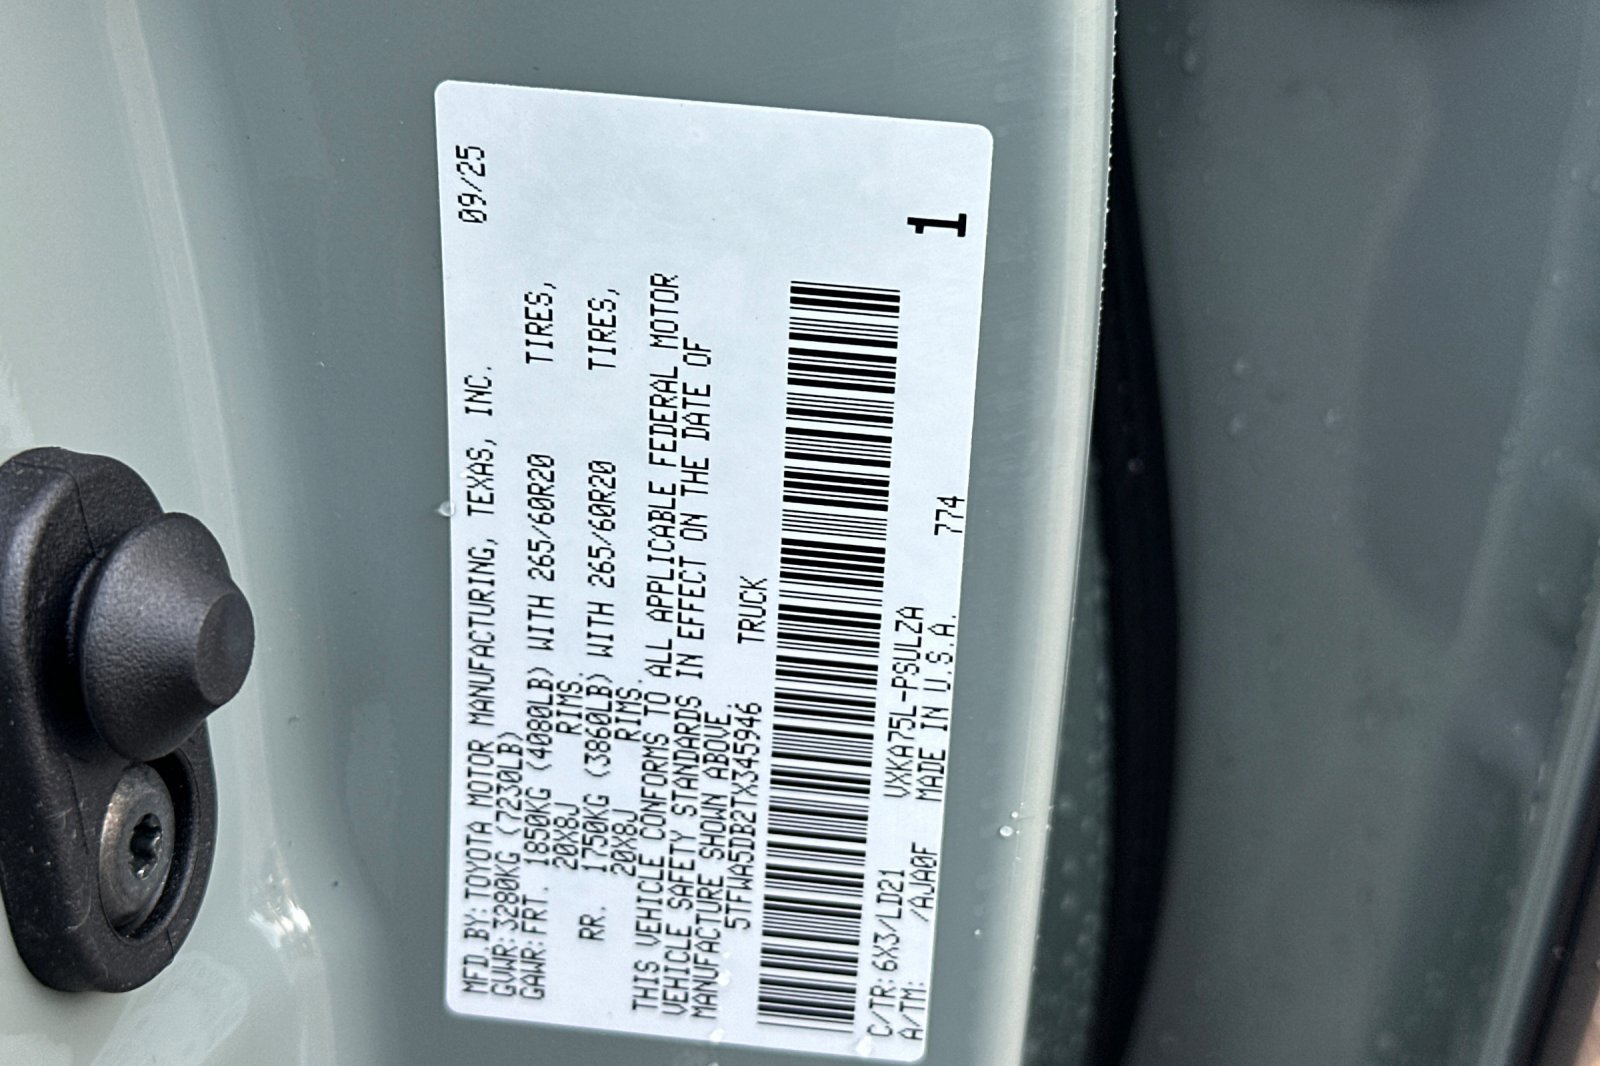 MFD.BY:TOYOTA MOTOR MANUFACTURING, TEXAS, INC. 09/25
GVWR:3280KG (7230LB)
GAWR:FRT. 1850KG (4080LB) WITH 265/60R20 TIRES,
20X8J RIMS.
RR. 1750KG (3860LB) WITH 265/60R20 TIRES,
20X8J RIMS.
THIS VEHICLE CONFORMS TO ALL APPLICABLE FEDERAL MOTOR
VEHICLE SAFETY STANDARDS IN EFFECT ON THE DATE OF
MANUFACTURE SHOWN ABOVE.
5TFWA5DB2TX345946 TRUCK
C/TR:6X3/LD21 VXKA75L-PSULZA
A/TM: /AJA0F MADE IN U.S.A. 774
1